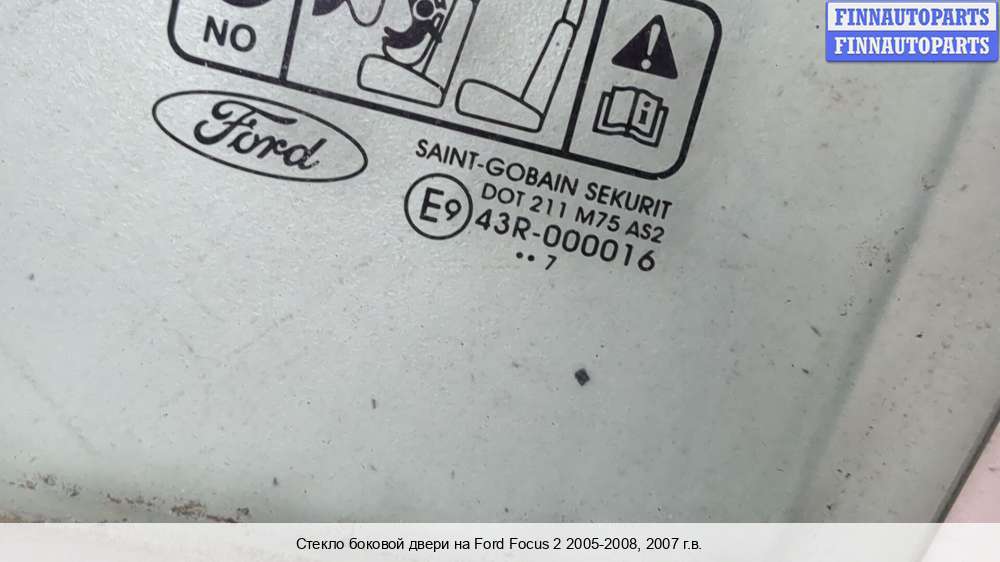 FINNAUTOPARTS
FINNAUTOPARTS
NO
i
Ford
SAINT-GOBAIN SEKURIT
DOT 211 M75 AS2
E9 43R-000016
•• 7
Стекло боковой двери на Ford Focus 2 2005-2008, 2007 г.в.